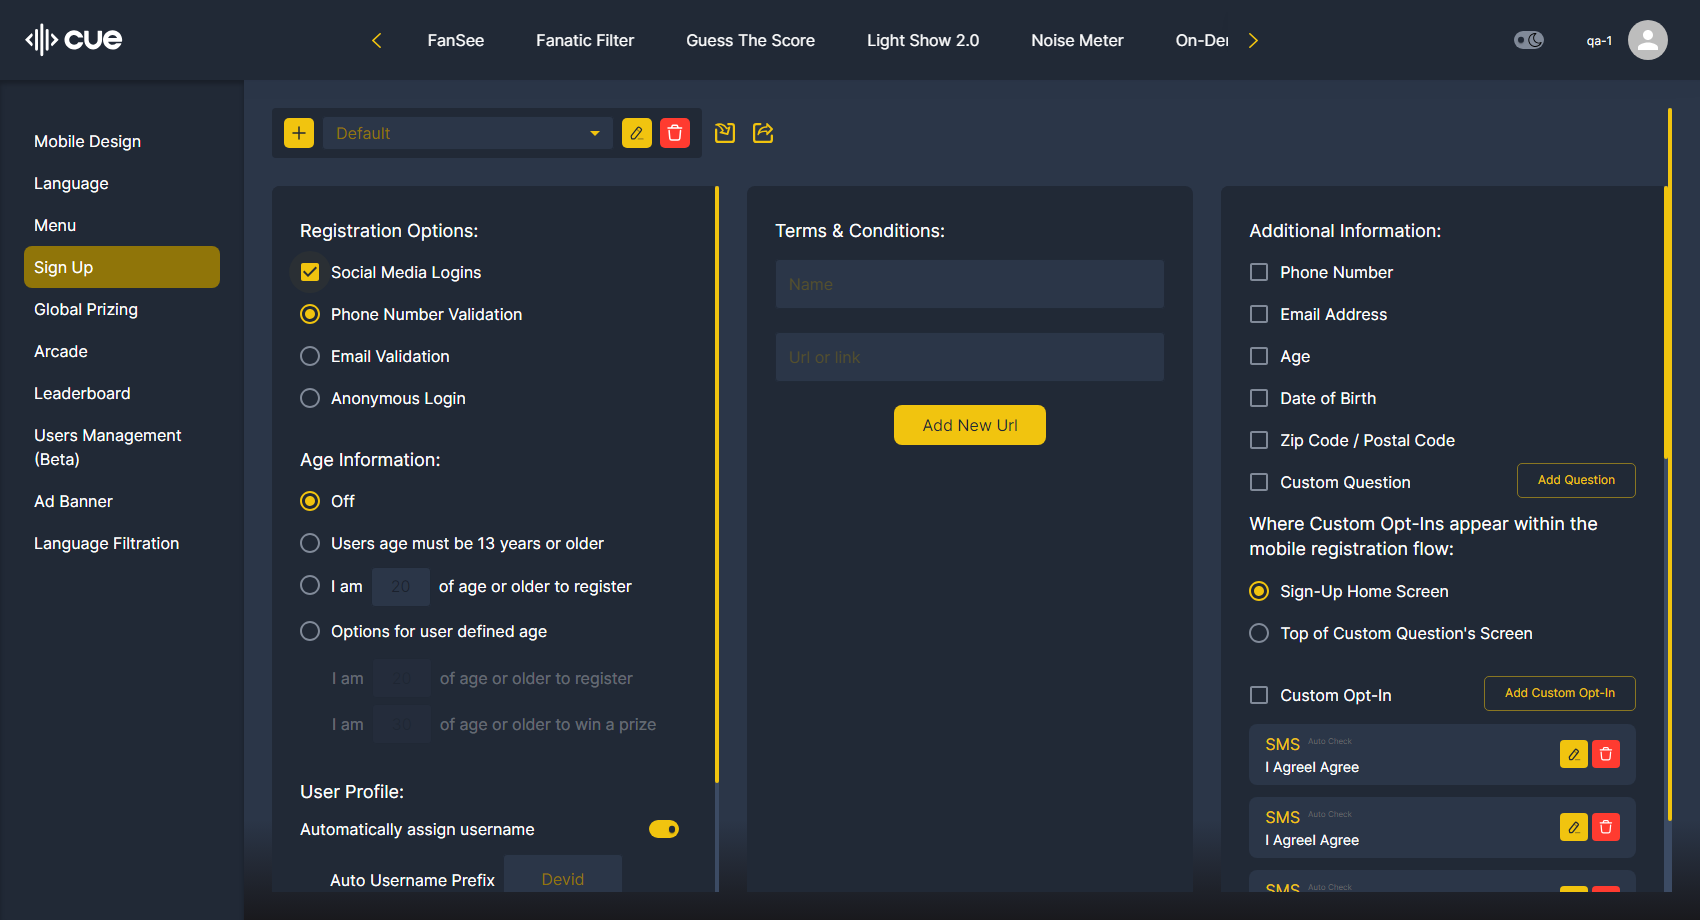 cue
FanSee
Fanatic Filter
Guess The Score
Light Show 2.0
Noise Meter
On-Der
qa-1
Mobile Design
Language
Menu
Sign Up
Global Prizing
Arcade
Leaderboard
Users Management
(Beta)
Ad Banner
Language Filtration
Default
Registration Options:
Social Media Logins
Phone Number Validation
Email Validation
Anonymous Login
Age Information:
Off
Users age must be 13 years or older
I am 20 of age or older to register
Options for user defined age
I am 20 of age or older to register
I am of age or older to win a prize
User Profile:
Automatically assign username
Auto Username Prefix Devid
Terms & Conditions:
Name
Url or link
Add New Url
Additional Information:
Phone Number
Email Address
Age
Date of Birth
Zip Code / Postal Code
Custom Question
Add Question
Where Custom Opt-Ins appear within the
mobile registration flow:
Sign-Up Home Screen
Top of Custom Question's Screen
Custom Opt-In
Add Custom Opt-In
SMS Auto Check
I AgreeI Agree
SMS Auto Check
I AgreeI Agree
SMS Auto Check